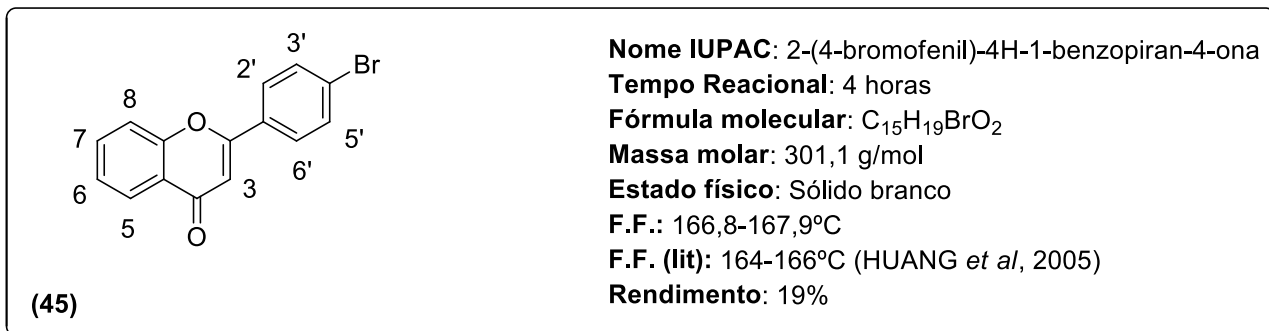 3'
2'
Br
8
O
7
5'
6'
6
3
5
O
(45)
Nome IUPAC: 2-(4-bromofenil)-4H-1-benzopiran-4-ona
Tempo Reacional: 4 horas
Fórmula molecular: C₁₅H₁₉BrO₂
Massa molar: 301,1 g/mol
Estado físico: Sólido branco
F.F.: 166,8-167,9ºC
F.F. (lit): 164-166ºC (HUANG et al, 2005)
Rendimento: 19%